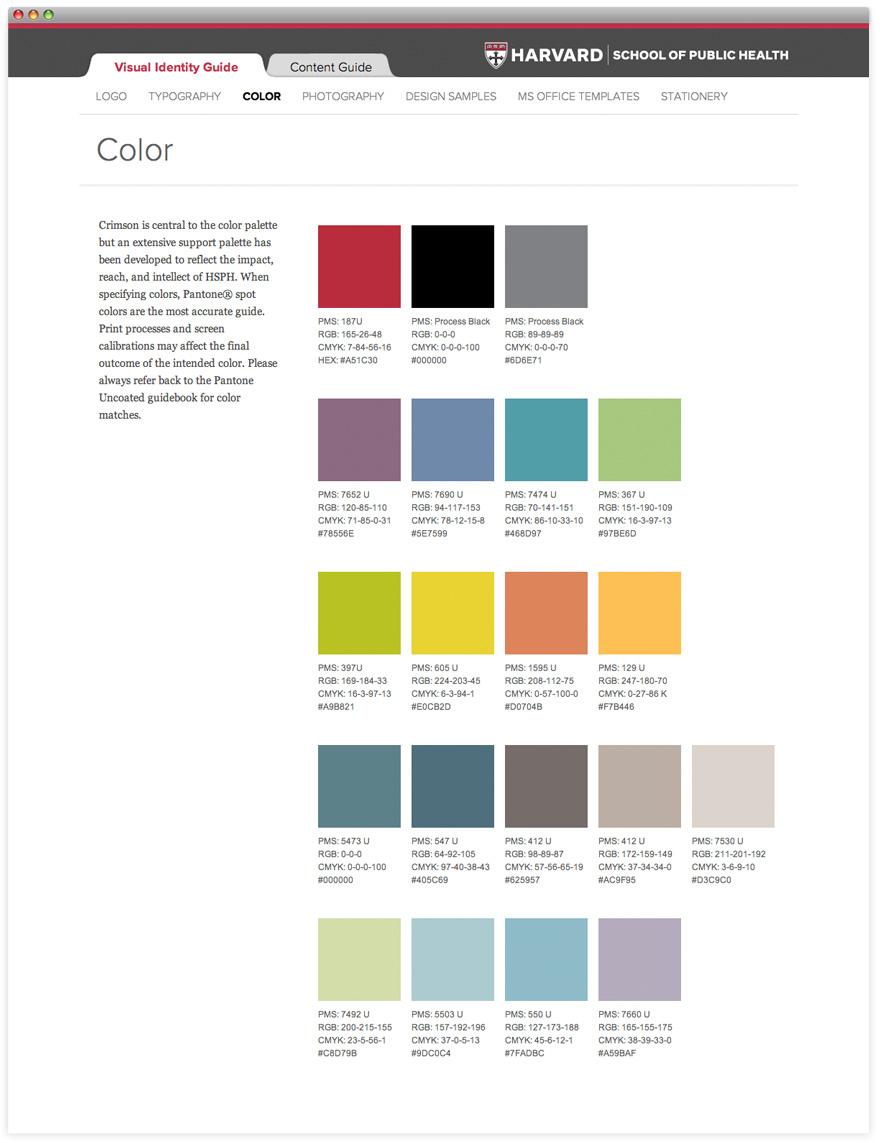 Visual Identity Guide
Content Guide
HARVARD SCHOOL OF PUBLIC HEALTH
LOGO TYPOGRAPHY COLOR PHOTOGRAPHY DESIGN SAMPLES MS OFFICE TEMPLATES STATIONERY
Color
Crimson is central to the color palette
but an extensive support palette has
been developed to reflect the impact,
reach, and intellect of HSPH. When
specifying colors, Pantone® spot
colors are the most accurate guide.
Print processes and screen
calibrations may affect the final
outcome of the intended color. Please
always refer back to the Pantone
Uncoated guidebook for color
matches.
PMS: 187U
RGB: 165-26-48
CMYK: 7-84-56-16
HEX: #A51C30
PMS: Process Black
RGB: 0-0-0
CMYK: 0-0-0-100
#000000
PMS: Process Black
RGB: 89-89-89
CMYK: 0-0-0-70
#6D6E71
PMS: 7652 U
RGB: 120-85-110
CMYK: 71-85-0-31
#78556E
PMS: 7690 U
RGB: 94-117-153
CMYK: 78-12-15-8
#5E7599
PMS: 7474 U
RGB: 70-141-151
CMYK: 86-10-33-10
#468D97
PMS: 367 U
RGB: 151-190-109
CMYK: 16-3-97-13
#97BE6D
PMS: 397U
RGB: 169-184-33
CMYK: 16-3-97-13
#A9B821
PMS: 605 U
RGB: 224-203-45
CMYK: 6-3-94-1
#E0CB2D
PMS: 1595 U
RGB: 208-112-75
CMYK: 0-57-100-0
#D0704B
PMS: 129 U
RGB: 247-180-70
CMYK: 0-27-86 K
#F7B446
PMS: 5473 U
RGB: 0-0-0
CMYK: 0-0-0-100
#000000
PMS: 547 U
RGB: 64-92-105
CMYK: 97-40-38-43
#405C69
PMS: 412 U
RGB: 98-89-87
CMYK: 57-56-65-19
#625957
PMS: 412 U
RGB: 172-159-149
CMYK: 37-34-34-0
#AC9F95
PMS: 7530 U
RGB: 211-201-192
CMYK: 3-6-9-10
#D3C9C0
PMS: 7492 U
RGB: 200-215-155
CMYK: 23-5-56-1
#C8D79B
PMS: 5503 U
RGB: 157-192-196
CMYK: 37-0-5-13
#9DC0C4
PMS: 550 U
RGB: 127-173-188
CMYK: 45-6-12-1
#7FADBC
PMS: 7660 U
RGB: 165-155-175
CMYK: 38-39-33-0
#A59BAF